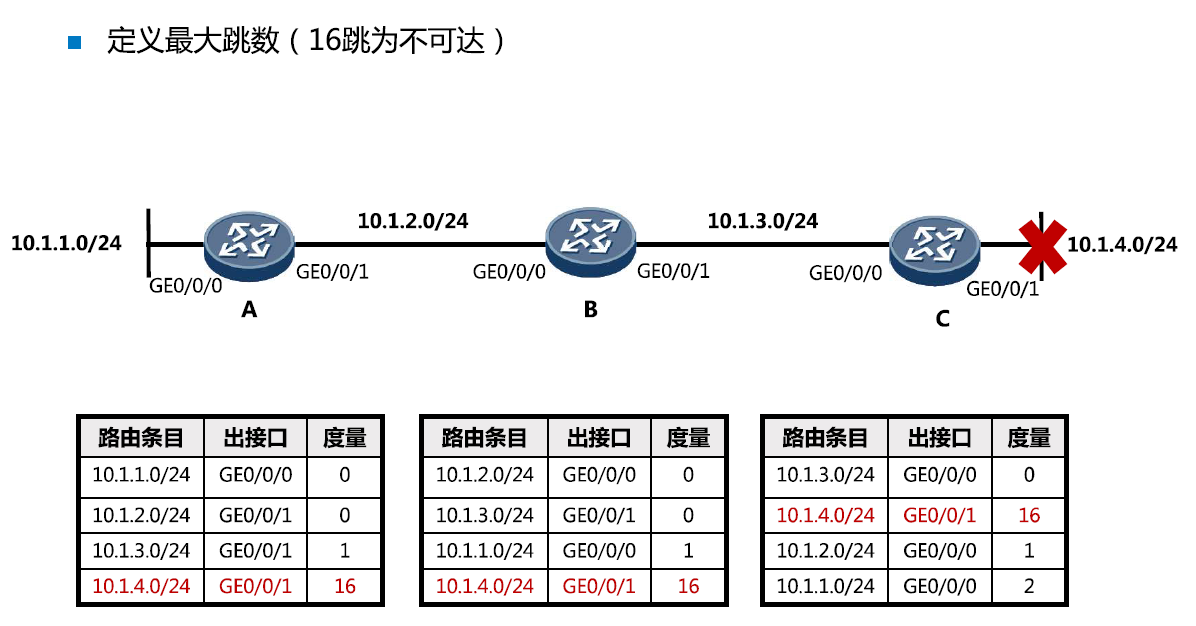 定义最大跳数（16跳为不可达）
10.1.2.0/24
10.1.3.0/24
10.1.1.0/24
10.1.4.0/24
GE0/0/0
GE0/0/1
GE0/0/0
GE0/0/1
GE0/0/0
GE0/0/1
A
B
C
路由条目 出接口 度量
10.1.1.0/24 GE0/0/0 0
10.1.2.0/24 GE0/0/1 0
10.1.3.0/24 GE0/0/1 1
10.1.4.0/24 GE0/0/1 16
路由条目 出接口 度量
10.1.2.0/24 GE0/0/0 0
10.1.3.0/24 GE0/0/1 0
10.1.1.0/24 GE0/0/0 1
10.1.4.0/24 GE0/0/1 16
路由条目 出接口 度量
10.1.3.0/24 GE0/0/0 0
10.1.4.0/24 GE0/0/1 16
10.1.2.0/24 GE0/0/0 1
10.1.1.0/24 GE0/0/0 2